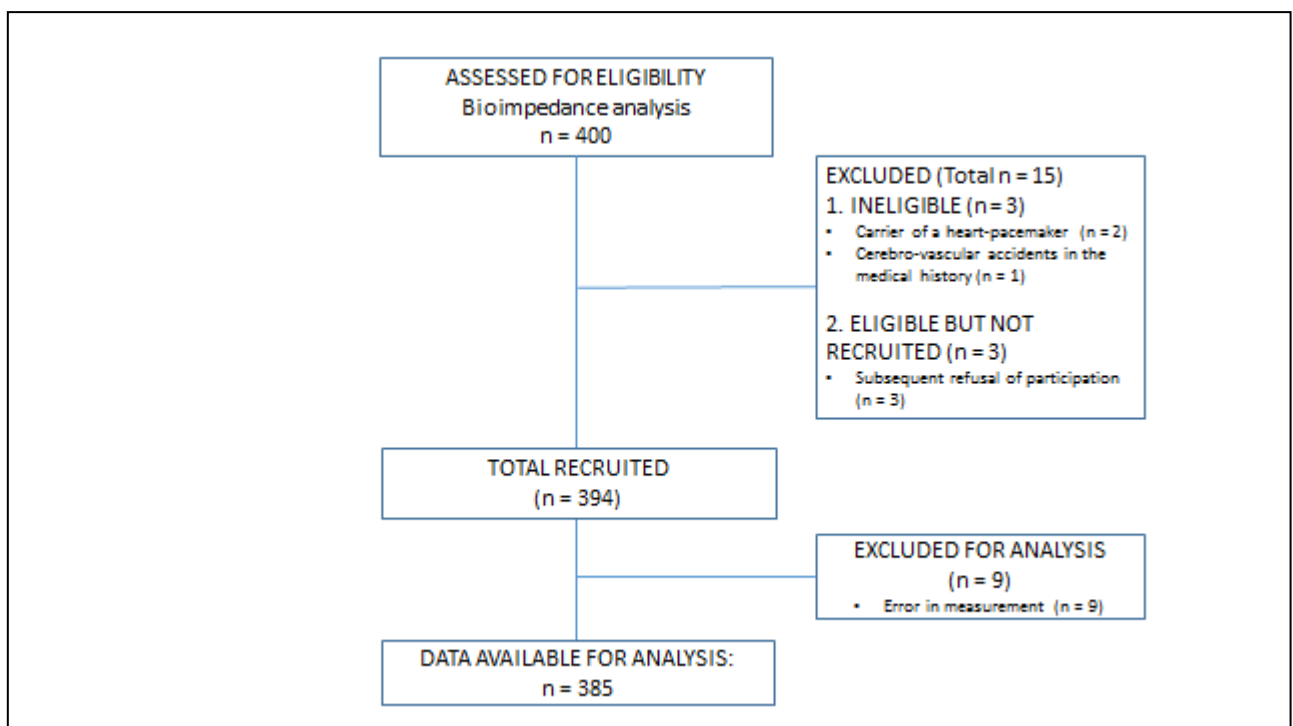 ASSESSED FOR ELIGIBILITY
Bioimpedance analysis
n = 400
EXCLUDED (Total n = 15)
1. INELIGIBLE (n = 3)
• Carrier of a heart-pacemaker (n = 2)
• Cerebro-vascular accidents in the
medical history (n = 1)
2. ELIGIBLE BUT NOT
RECRUITED (n = 3)
• Subsequent refusal of participation
(n = 3)
TOTAL RECRUITED
(n = 394)
EXCLUDED FOR ANALYSIS
(n = 9)
• Error in measurement (n = 9)
DATA AVAILABLE FOR ANALYSIS:
n = 385